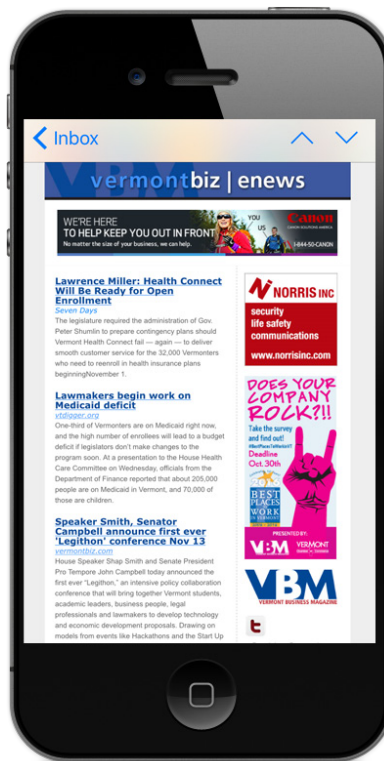 Inbox
VBM
vermontbiz | enews
WE'RE HERE
TO HELP KEEP YOU OUT IN FRONT
No matter the size of your business, we can help.
YOU
US
Canon
CANON SOLUTIONS AMERICA
1-844-50-CANON
Lawrence Miller: Health Connect
Will Be Ready for Open
Enrollment
Seven Days
The legislature required the administration of Gov.
Peter Shumlin to prepare contingency plans should
Vermont Health Connect fail — again — to deliver
smooth customer service for the 32,000 Vermonters
who need to reenroll in health insurance plans
beginningNovember 1.
Lawmakers begin work on
Medicaid deficit
vtdigger.org
One-third of Vermonters are on Medicaid right now,
and the high number of enrollees will lead to a budget
deficit if legislators don't make changes to the
program soon. At a presentation to the House Health
Care Committee on Wednesday, officials from the
Department of Finance reported that about 205,000
people are on Medicaid in Vermont, and 70,000 of
those are children.
Speaker Smith, Senator
Campbell announce first ever
'Legithon' conference Nov 13
vermontbiz.com
House Speaker Shap Smith and Senate President
Pro Tempore John Campbell today announced the
first ever "Legithon," an intensive policy collaboration
conference that will bring together Vermont students,
academic leaders, business people, legal
professionals and lawmakers to develop technology
and economic development proposals. Drawing on
models from events like Hackathons and the Start Up
NORRIS INC
security
life safety
communications
www.norrisinc.com
DOES YOUR
COMPANY
ROCK?!!
Take the survey
and find out!
Deadline
Oct. 30th
2016
BEST
PLACES
to
WORK
IN VERMONT
PRESENTED BY:
VBM
VERMONT
VBM
VERMONT BUSINESS MAGAZINE